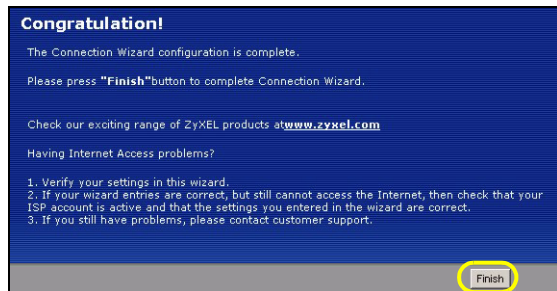 Congratulation!
The Connection Wizard configuration is complete.
Please press "Finish"button to complete Connection Wizard.
Check our exciting range of ZyXEL products atwww.zyxel.com
Having Internet Access problems?
1. Verify your settings in this wizard.
2. If your wizard entries are correct, but still cannot access the Internet, then check that your
ISP account is active and that the settings you entered in the wizard are correct.
3. If you still have problems, please contact customer support.
Finish